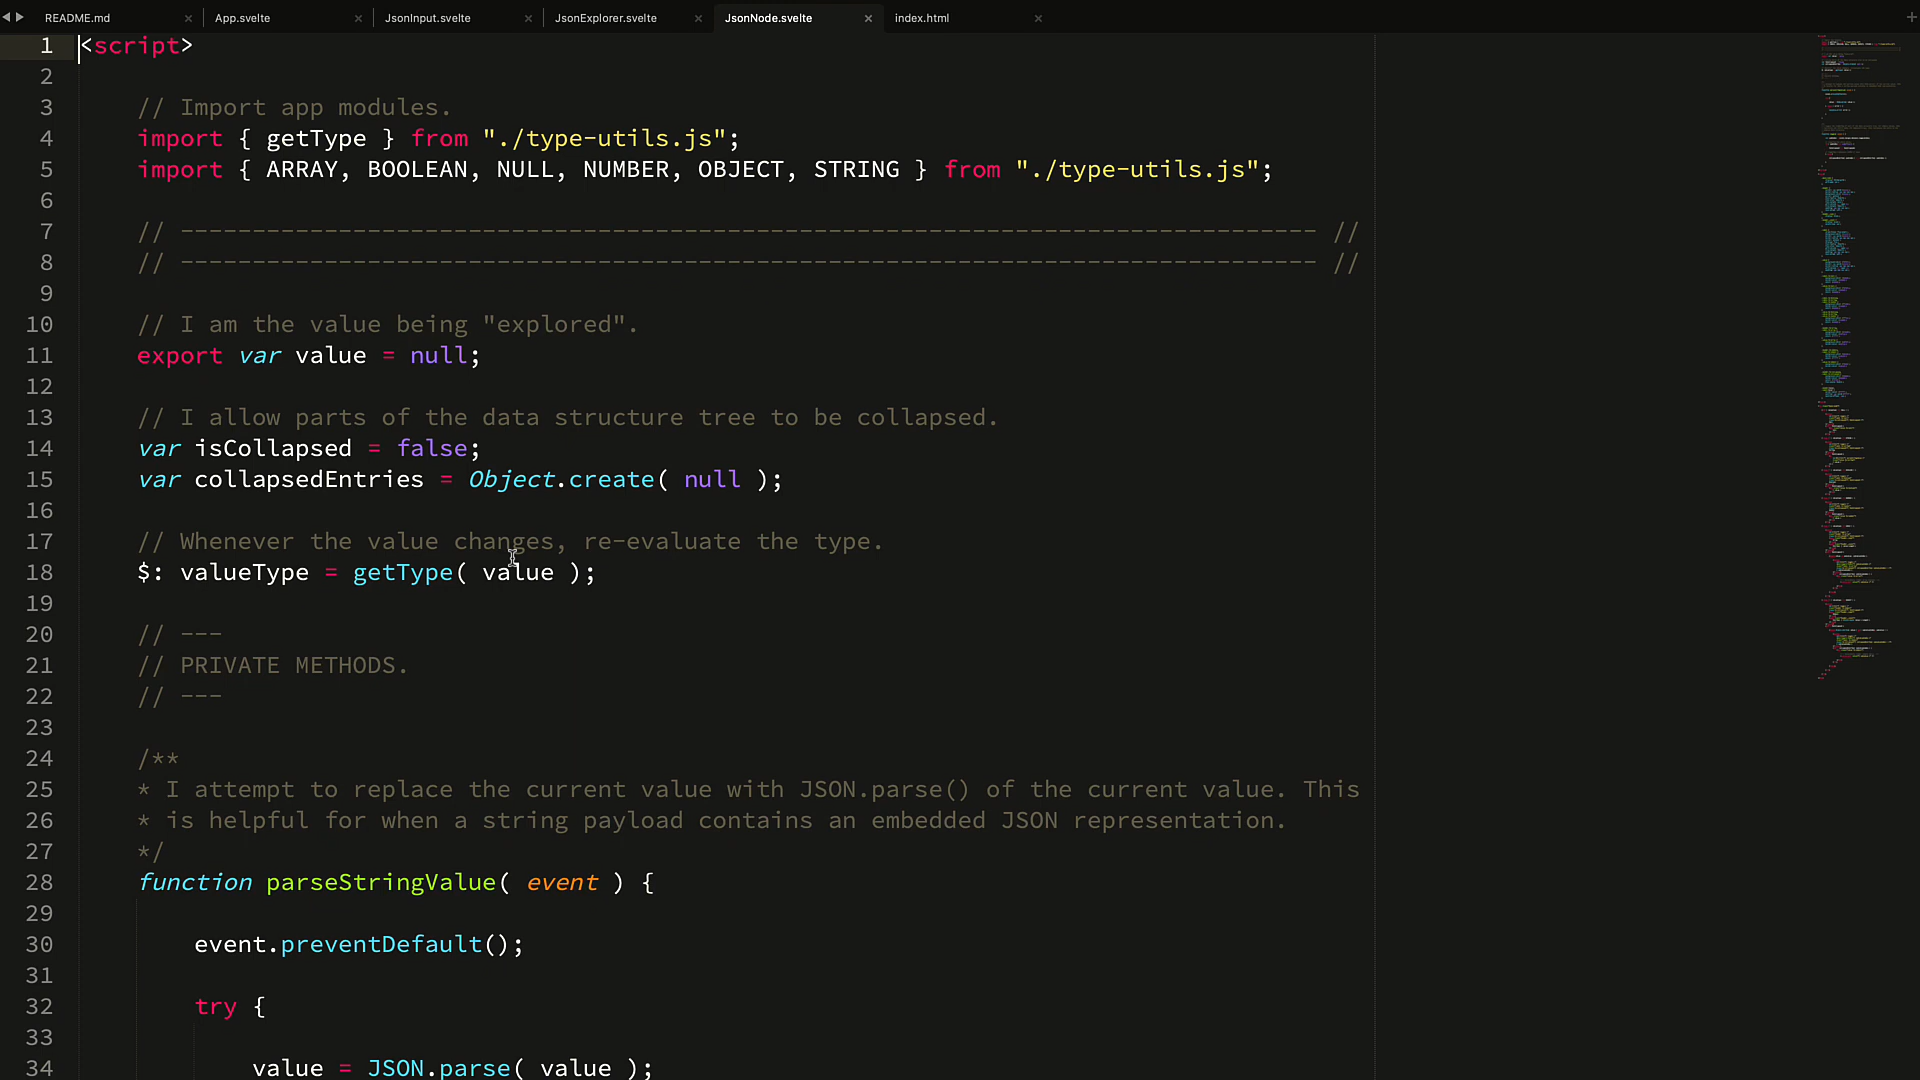 README.md × App.svelte × JsonInput.svelte × JsonExplorer.svelte × JsonNode.svelte × index.html × +
1 <script>
2
3 // Import app modules.
4 import { getType } from "./type-utils.js";
5 import { ARRAY, BOOLEAN, NULL, NUMBER, OBJECT, STRING } from "./type-utils.js";
6
7 // ------------------------------------------------------------------------------- //
8 // ------------------------------------------------------------------------------- //
9
10 // I am the value being "explored".
11 export var value = null;
12
13 // I allow parts of the data structure tree to be collapsed.
14 var isCollapsed = false;
15 var collapsedEntries = Object.create( null );
16
17 // Whenever the value changes, re-evaluate the type.
18 $: valueType = getType( value );
19
20 // ---
21 // PRIVATE METHODS.
22 // ---
23
24 /**
25 * I attempt to replace the current value with JSON.parse() of the current value. This
26 * is helpful for when a string payload contains an embedded JSON representation.
27 */
28 function parseStringValue( event ) {
29
30 event.preventDefault();
31
32 try {
33
34 value = JSON.parse( value );